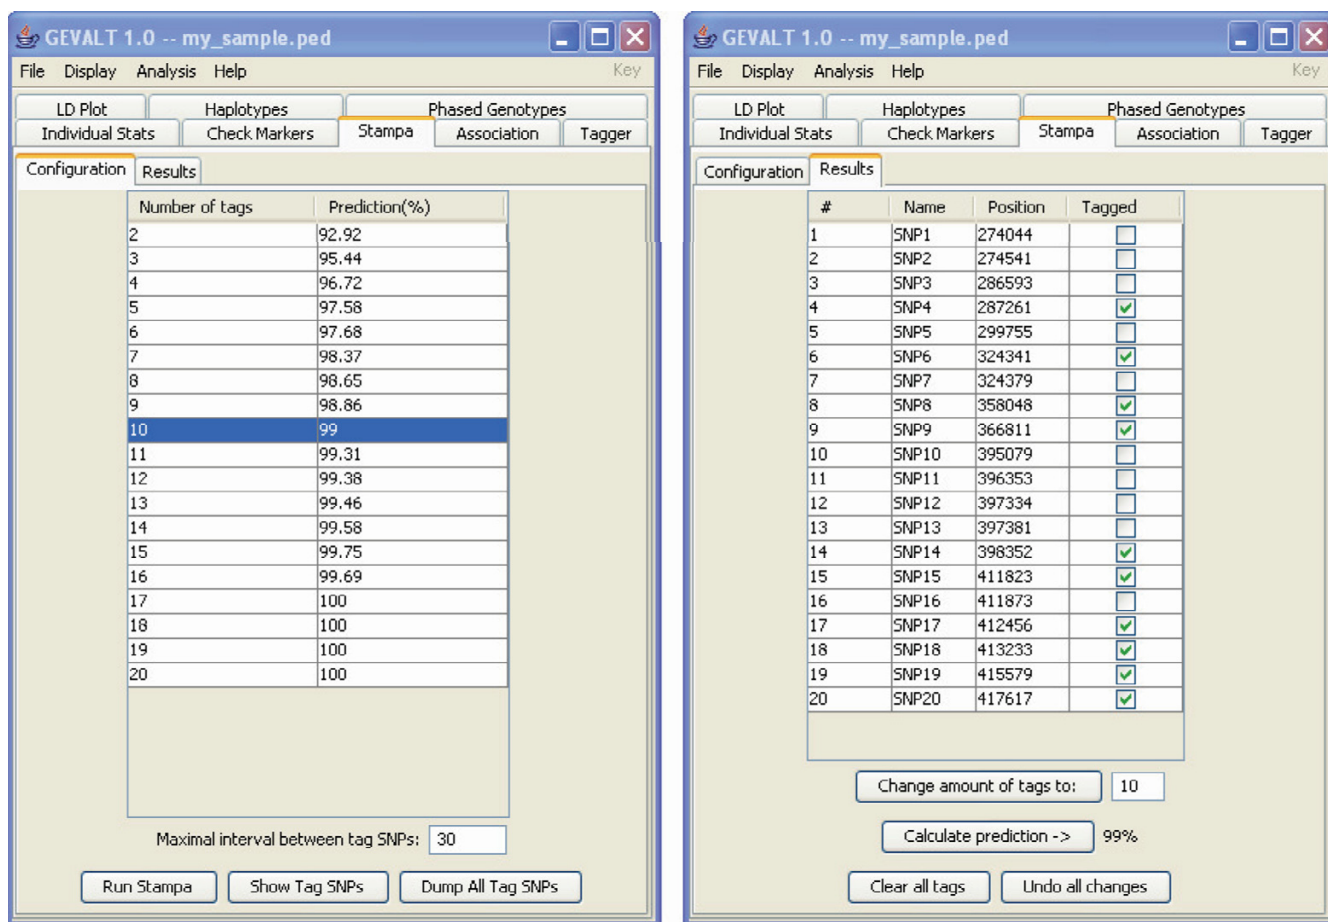 GEVALT 1.0 -- my_sample.ped
File Display Analysis Help Key
LD Plot Haplotypes Phased Genotypes
Individual Stats Check Markers Stampa Association Tagger
Configuration Results
Number of tags Prediction(%)
2 92.92
3 95.44
4 96.72
5 97.58
6 97.68
7 98.37
8 98.65
9 98.86
10 99
11 99.31
12 99.38
13 99.46
14 99.58
15 99.75
16 99.69
17 100
18 100
19 100
20 100
Maximal interval between tag SNPs: 30
Run Stampa Show Tag SNPs Dump All Tag SNPs
GEVALT 1.0 -- my_sample.ped
File Display Analysis Help Key
LD Plot Haplotypes Phased Genotypes
Individual Stats Check Markers Stampa Association Tagger
Configuration Results
# Name Position Tagged
1 SNP1 274044
2 SNP2 274541
3 SNP3 286593
4 SNP4 287261
5 SNP5 299755
6 SNP6 324341
7 SNP7 324379
8 SNP8 358048
9 SNP9 366811
10 SNP10 395079
11 SNP11 396353
12 SNP12 397334
13 SNP13 397381
14 SNP14 398352
15 SNP15 411823
16 SNP16 411873
17 SNP17 412456
18 SNP18 413233
19 SNP19 415579
20 SNP20 417617
Change amount of tags to: 10
Calculate prediction -> 99%
Clear all tags Undo all changes